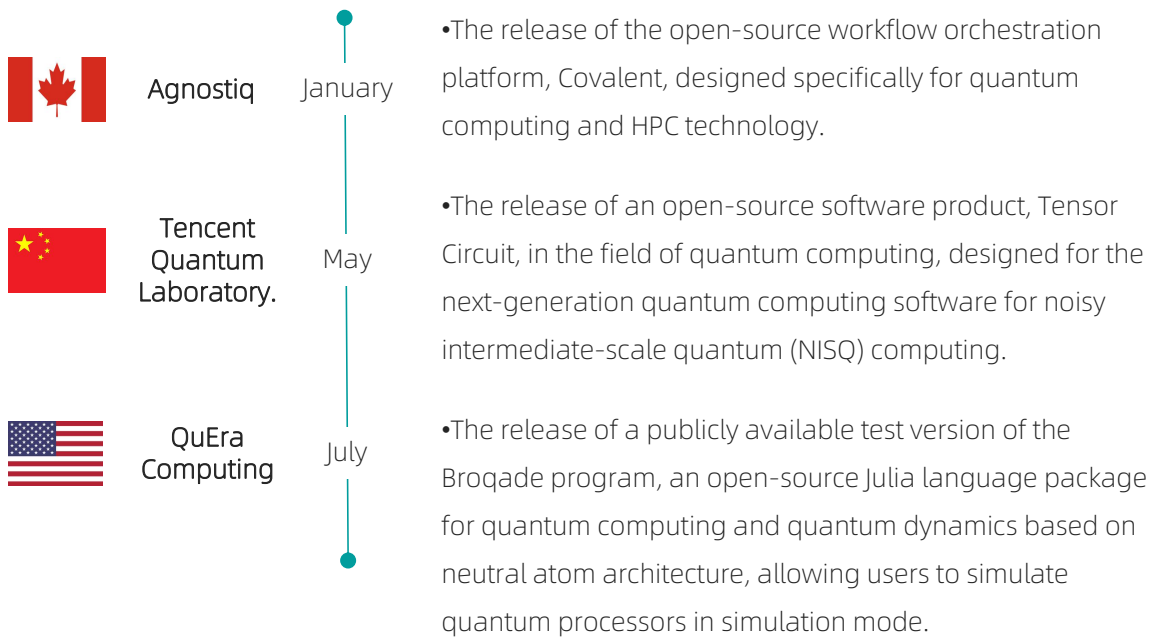 Agnostiq
January
•The release of the open-source workflow orchestration
platform, Covalent, designed specifically for quantum
computing and HPC technology.
Tencent
Quantum
Laboratory.
May
•The release of an open-source software product, Tensor
Circuit, in the field of quantum computing, designed for the
next-generation quantum computing software for noisy
intermediate-scale quantum (NISQ) computing.
QuEra
Computing
July
•The release of a publicly available test version of the
Broqade program, an open-source Julia language package
for quantum computing and quantum dynamics based on
neutral atom architecture, allowing users to simulate
quantum processors in simulation mode.